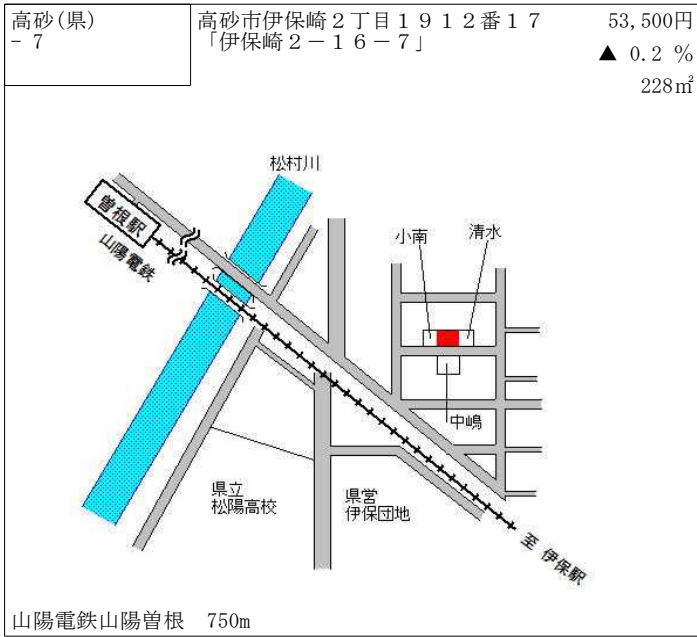 高砂(県)
- 7
高砂市伊保崎２丁目１９１２番１７
「伊保崎２－１６－７」
53,500円
▲ 0.2 %
228㎡
松村川
曽根駅
山陽電鉄
小南
清水
中嶋
県立
松陽高校
県営
伊保団地
至 伊保駅
山陽電鉄山陽曽根 750m